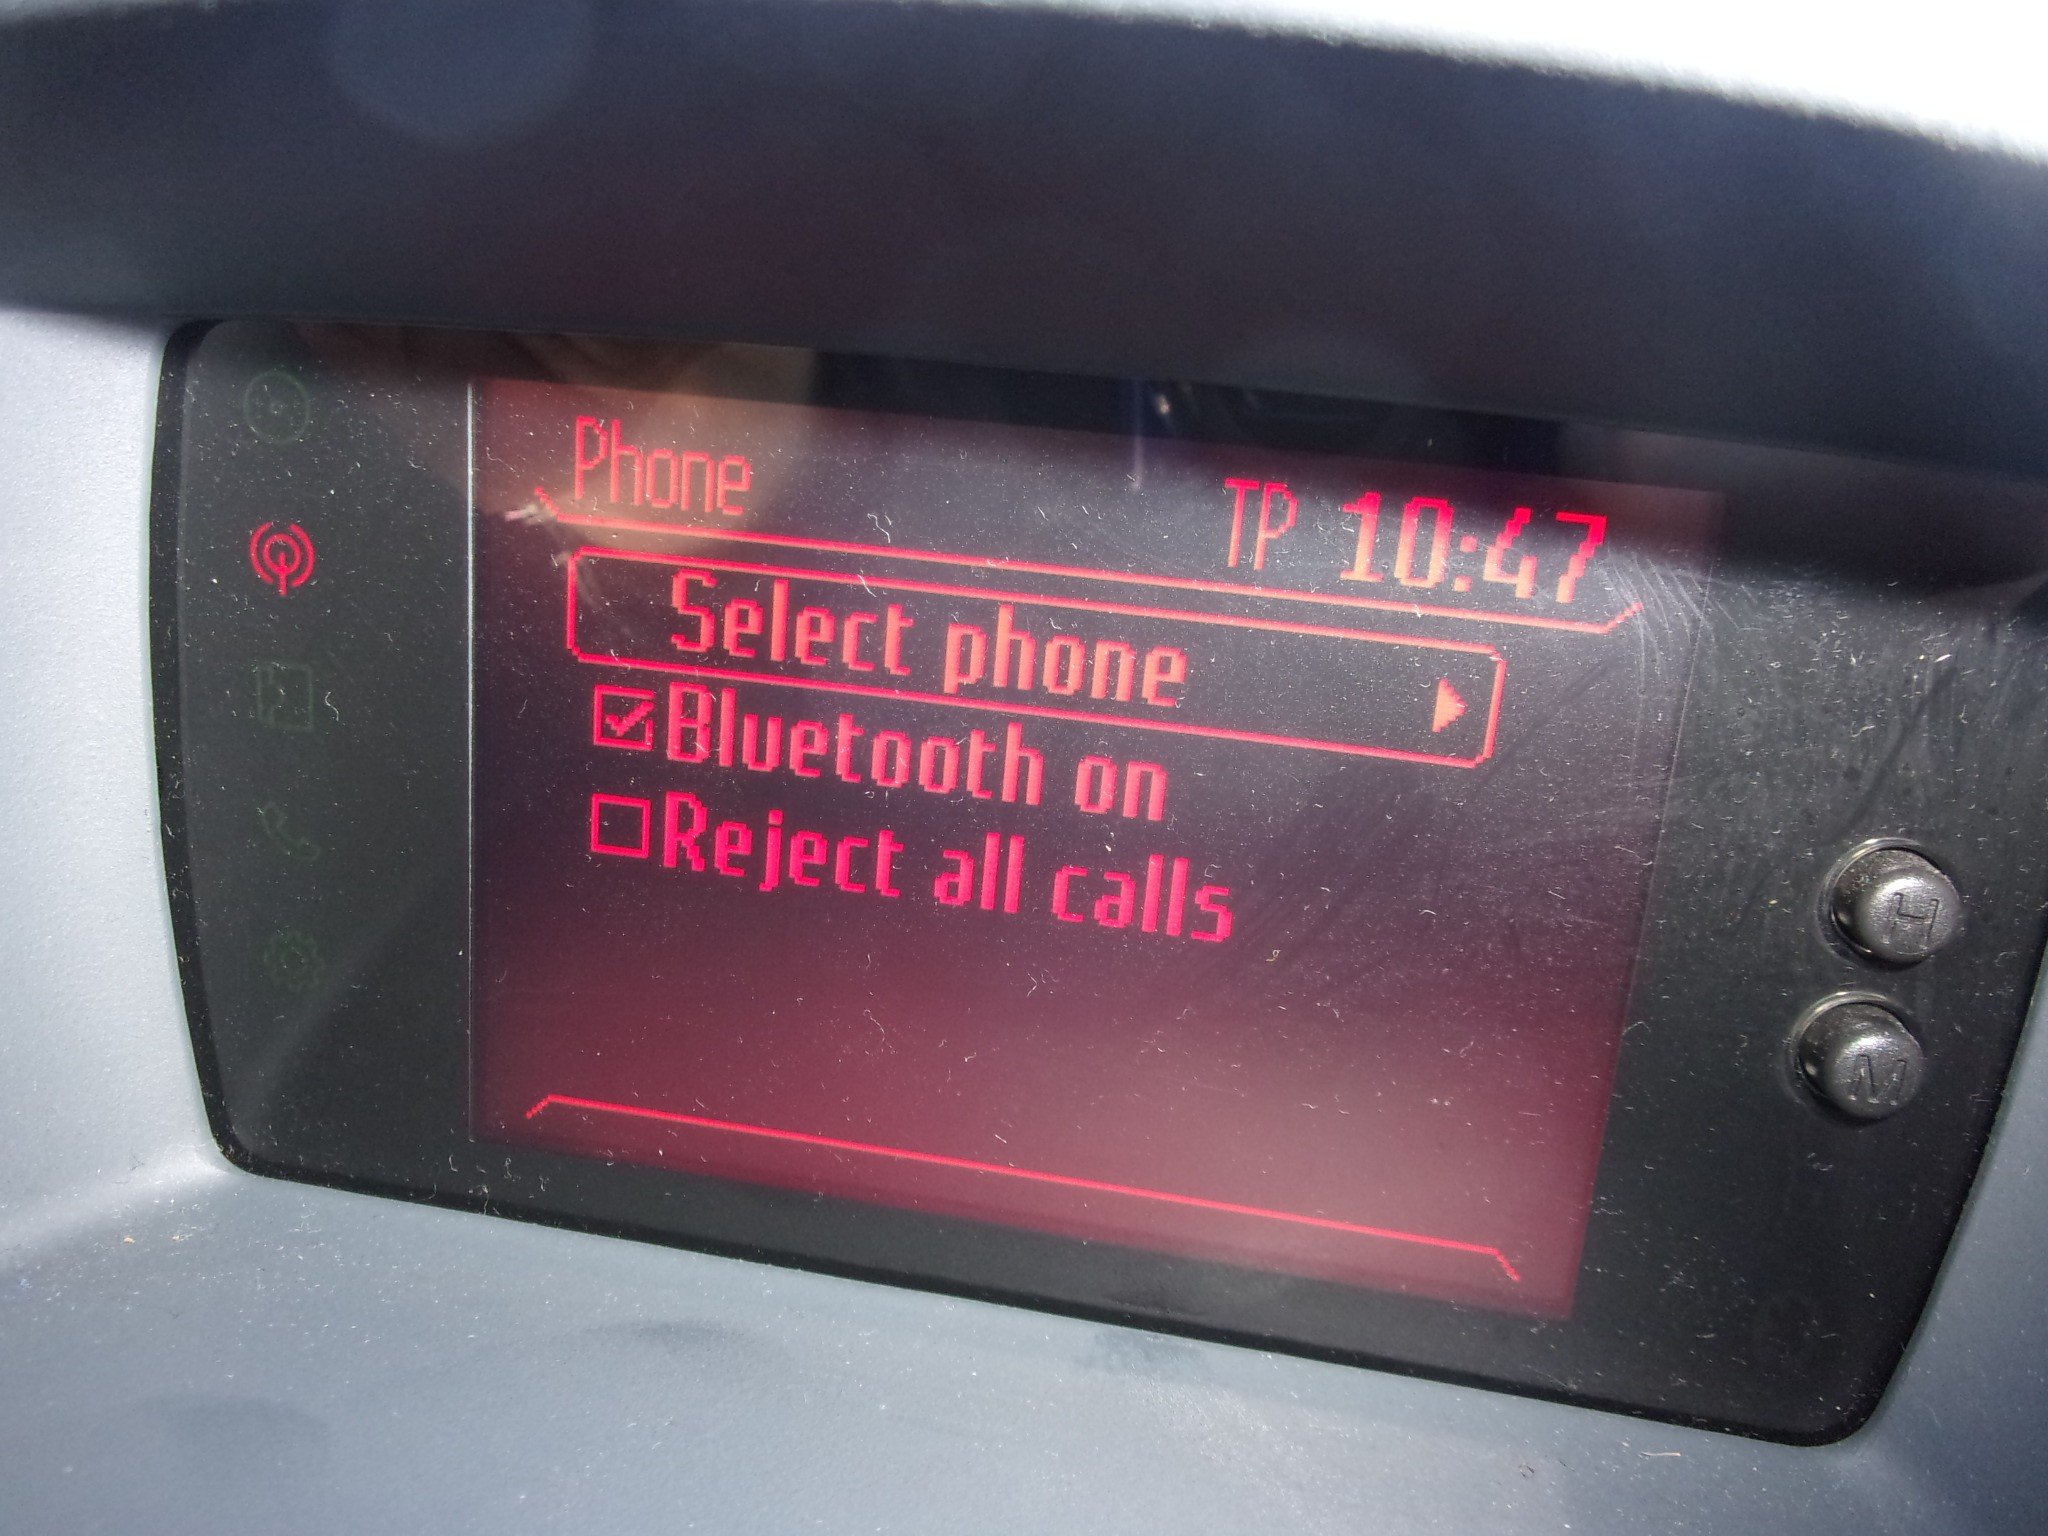 Phone
TP 10:47
Select phone
Bluetooth on
Reject all calls
H
M